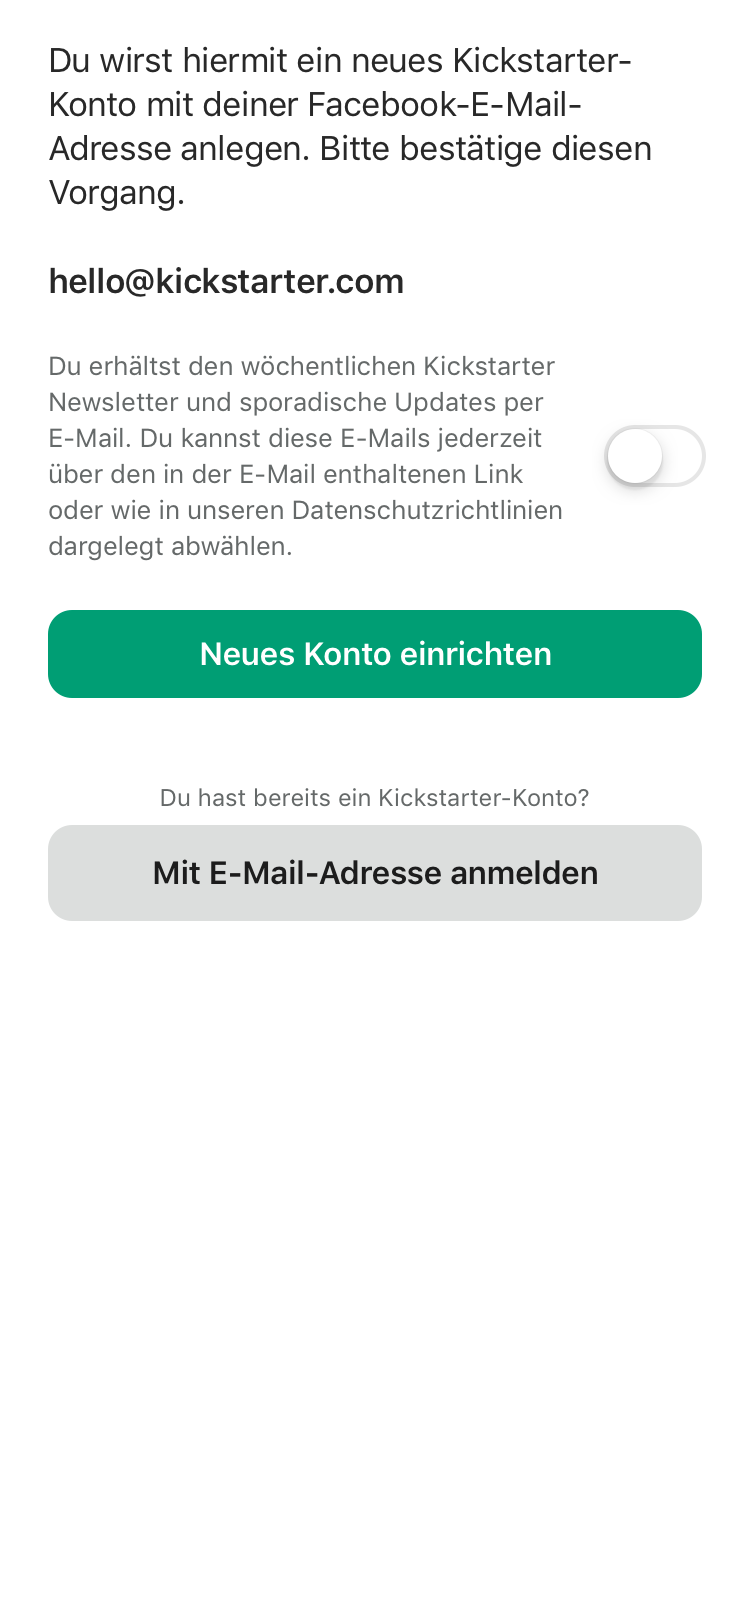 Du wirst hiermit ein neues Kickstarter-
Konto mit deiner Facebook-E-Mail-
Adresse anlegen. Bitte bestätige diesen
Vorgang.
hello@kickstarter.com
Du erhältst den wöchentlichen Kickstarter
Newsletter und sporadische Updates per
E-Mail. Du kannst diese E-Mails jederzeit
über den in der E-Mail enthaltenen Link
oder wie in unseren Datenschutzrichtlinien
dargelegt abwählen.
Neues Konto einrichten
Du hast bereits ein Kickstarter-Konto?
Mit E-Mail-Adresse anmelden